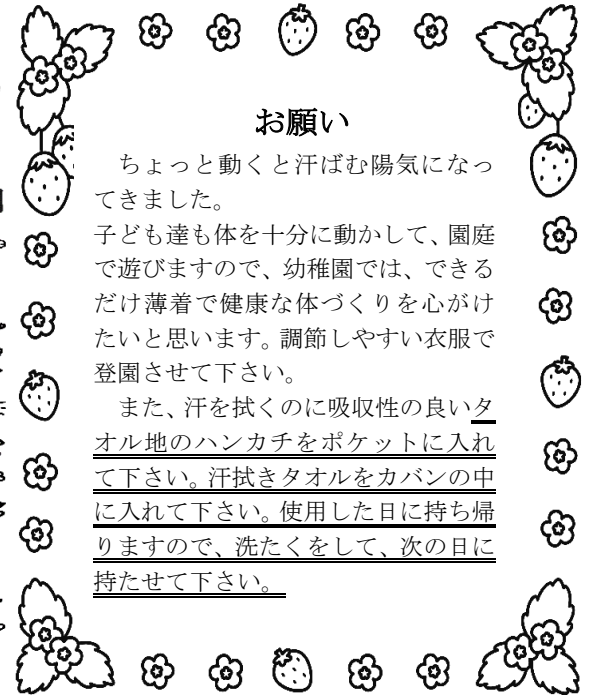 お願い
ちょっと動くと汗ばむ陽気になっ
てきました。
子ども達も体を十分に動かして、園庭
で遊びますので、幼稚園では、できる
だけ薄着で健康な体づくりを心がけ
たいと思います。調節しやすい衣服で
登園させて下さい。
また、汗を拭くのに吸収性の良いタ
オル地のハンカチをポケットに入れ
て下さい。汗拭きタオルをカバンの中
に入れて下さい。使用した日に持ち帰
りますので、洗たくをして、次の日に
持たせて下さい。